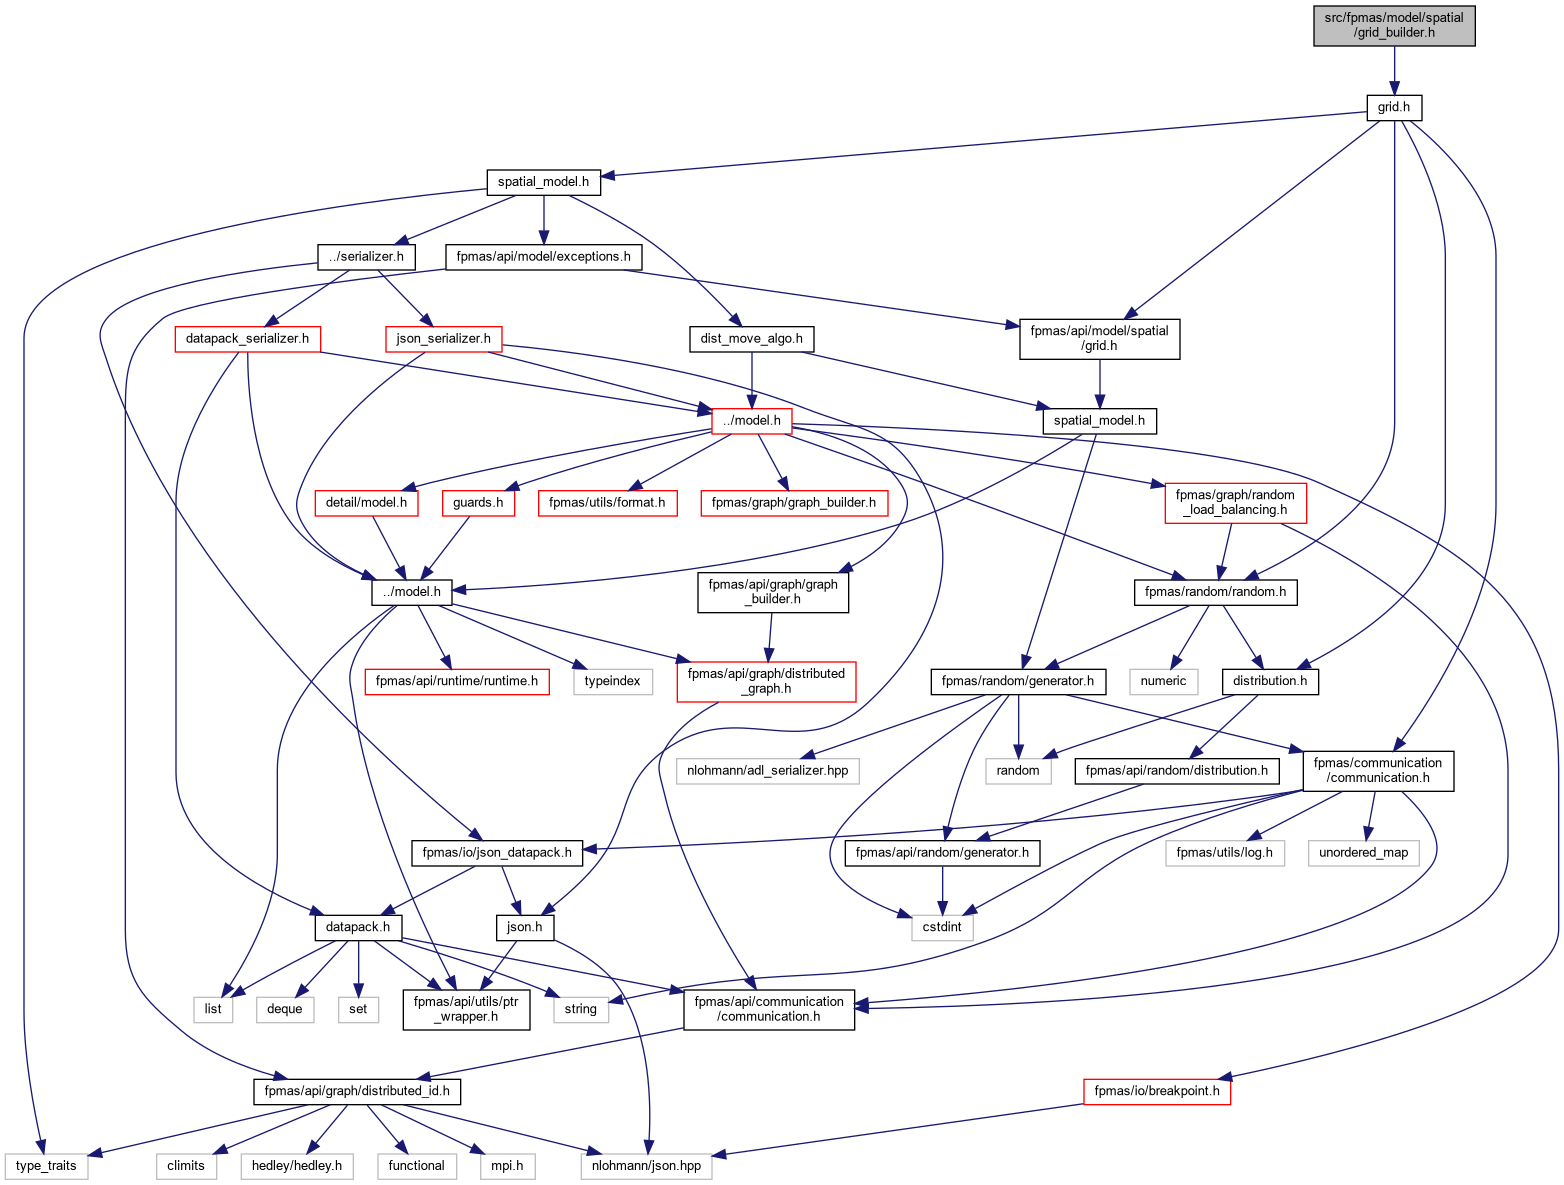 src/fpmas/model/spatial
/grid_builder.h
grid.h
spatial_model.h
../serializer.h
fpmas/api/model/exceptions.h
datapack_serializer.h
json_serializer.h
dist_move_algo.h
fpmas/api/model/spatial
/grid.h
../model.h
spatial_model.h
detail/model.h
guards.h
fpmas/utils/format.h
fpmas/graph/graph_builder.h
fpmas/graph/random
_load_balancing.h
../model.h
fpmas/api/graph/graph
_builder.h
fpmas/random/random.h
fpmas/api/runtime/runtime.h
typeindex
fpmas/api/graph/distributed
_graph.h
fpmas/random/generator.h
numeric
distribution.h
nlohmann/adl_serializer.hpp
random
fpmas/api/random/distribution.h
fpmas/communication
/communication.h
fpmas/io/json_datapack.h
fpmas/api/random/generator.h
fpmas/utils/log.h
unordered_map
datapack.h
json.h
cstdint
list
deque
set
fpmas/api/utils/ptr
_wrapper.h
string
fpmas/api/communication
/communication.h
fpmas/api/graph/distributed_id.h
fpmas/io/breakpoint.h
type_traits
climits
hedley/hedley.h
functional
mpi.h
nlohmann/json.hpp